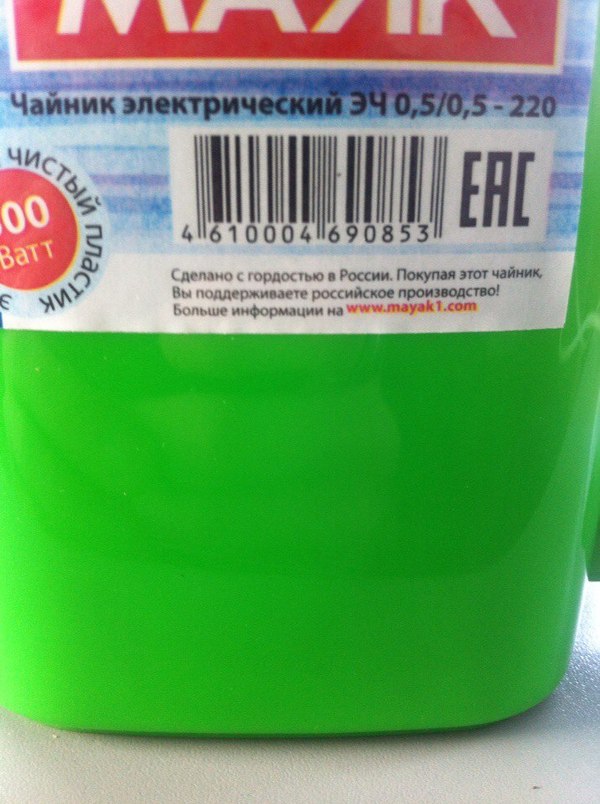 МАЯК
Чайник электрический ЭЧ 0,5/0,5 - 220
ЧИСТЫЙ ПЛАСТИК
Ватт
4 610004 690853
EAC
Сделано с гордостью в России. Покупая этот чайник,
Вы поддерживаете российское производство!
Больше информации на www.mayak1.com